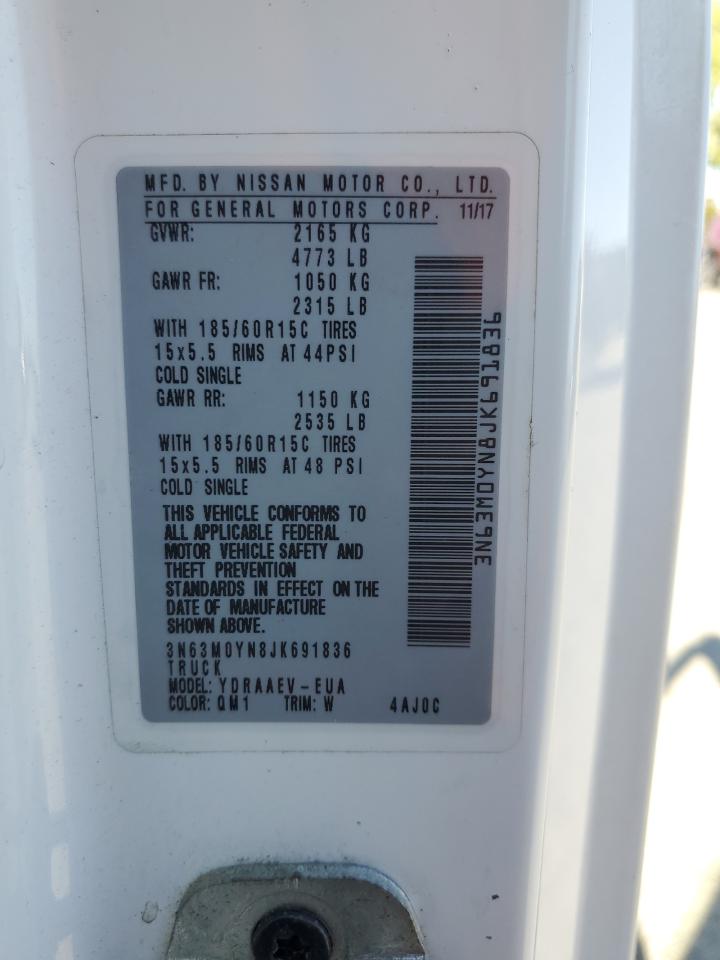 MFD. BY NISSAN MOTOR CO., LTD.
FOR GENERAL MOTORS CORP. 11/17
GVWR: 2165 KG
4773 LB
GAWR FR: 1050 KG
2315 LB
WITH 185/60R15C TIRES
15x5.5 RIMS AT 44PSI
COLD SINGLE
GAWR RR: 1150 KG
2535 LB
WITH 185/60R15C TIRES
15x5.5 RIMS AT 48 PSI
COLD SINGLE
THIS VEHICLE CONFORMS TO
ALL APPLICABLE FEDERAL
MOTOR VEHICLE SAFETY AND
THEFT PREVENTION
STANDARDS IN EFFECT ON THE
DATE OF MANUFACTURE
SHOWN ABOVE.
3N63M0YN8JK691836
TRUCK
MODEL: YDRAAEV-EUA
COLOR: QM1 TRIM: W 4AJ0C
3N63M0YN8JK691836